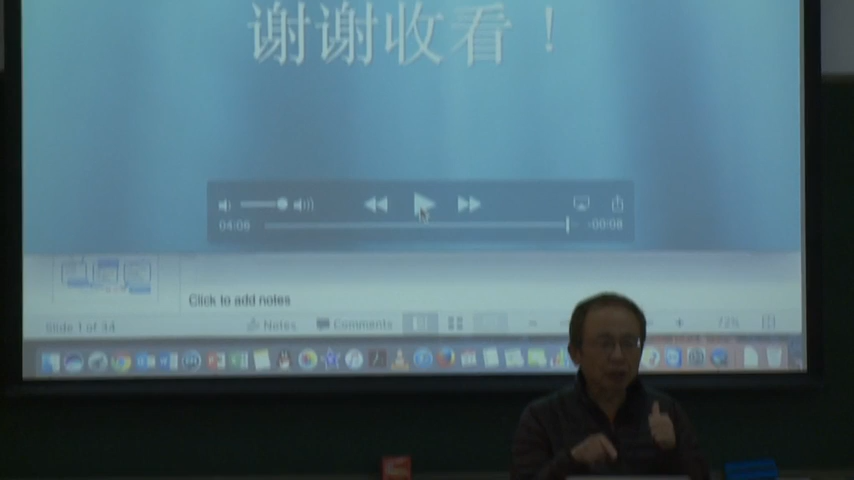 谢谢收看！
04:06
-00:08
Click to add notes
Slide 1 of 34
Notes
Comments
72%